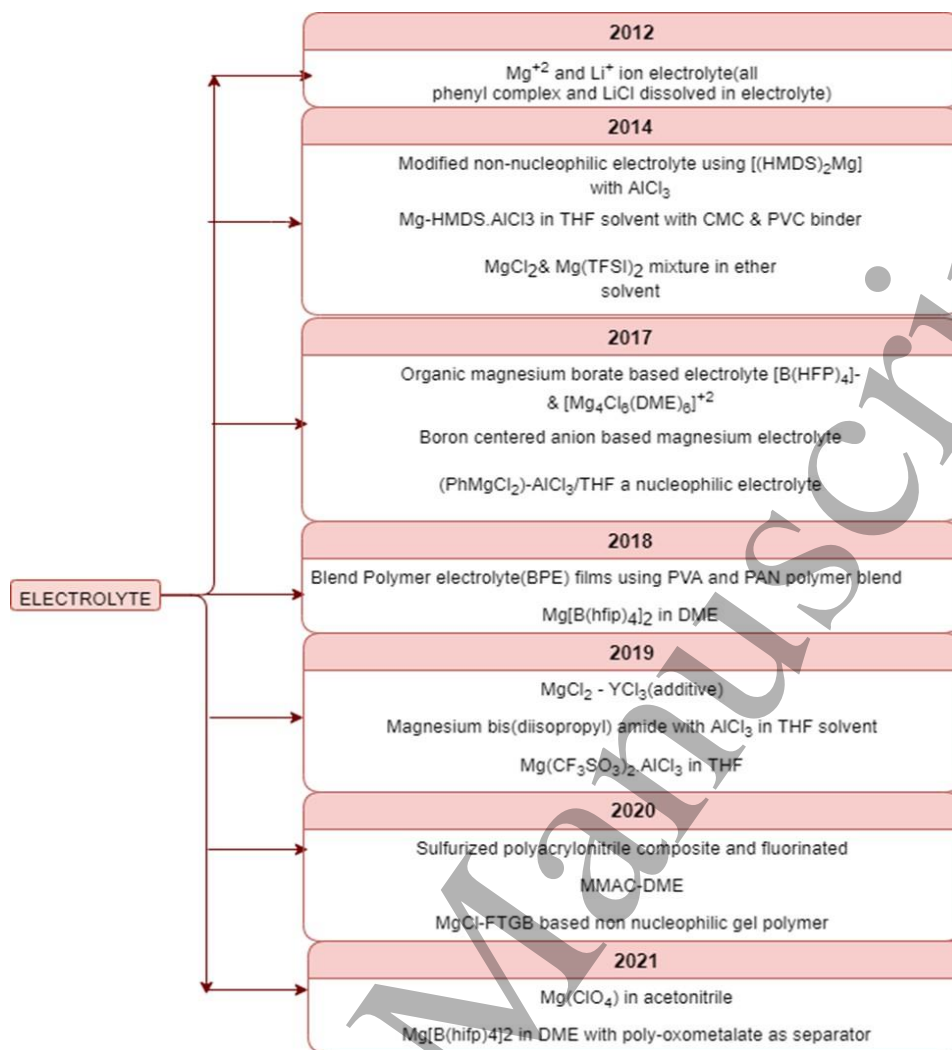 2012
Mg⁺² and Li⁺ ion electrolyte(all
phenyl complex and LiCl dissolved in electrolyte)
2014
Modified non-nucleophilic electrolyte using [(HMDS)₂Mg]
with AlCl₃
Mg-HMDS.AlCl3 in THF solvent with CMC & PVC binder
MgCl₂& Mg(TFSI)₂ mixture in ether
solvent
2017
Organic magnesium borate based electrolyte [B(HFP)₄]-
& [Mg₄Cl₆(DME)₆]⁺²
Boron centered anion based magnesium electrolyte
(PhMgCl₂)-AlCl₃/THF a nucleophilic electrolyte
2018
Blend Polymer electrolyte(BPE) films using PVA and PAN polymer blend
Mg[B(hfip)4]₂ in DME
ELECTROLYTE
2019
MgCl₂ - YCl₃(additive)
Magnesium bis(diisopropyl) amide with AlCl₃ in THF solvent
Mg(CF₃SO₃)₂.AlCl₃ in THF
2020
Sulfurized polyacrylonitrile composite and fluorinated
MMAC-DME
MgCl-FTGB based non nucleophilic gel polymer
2021
Mg(ClO₄) in acetonitrile
Mg[B(hifp)4]2 in DME with poly-oxometalate as separator
Manuscri